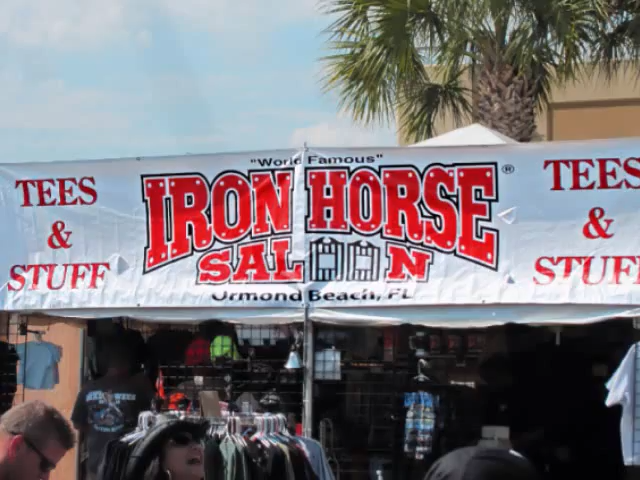 "World Famous"
IRON HORSE ®
SALOON
Ormond Beach, FL
TEES
&
STUFF
TEES
&
STUFF